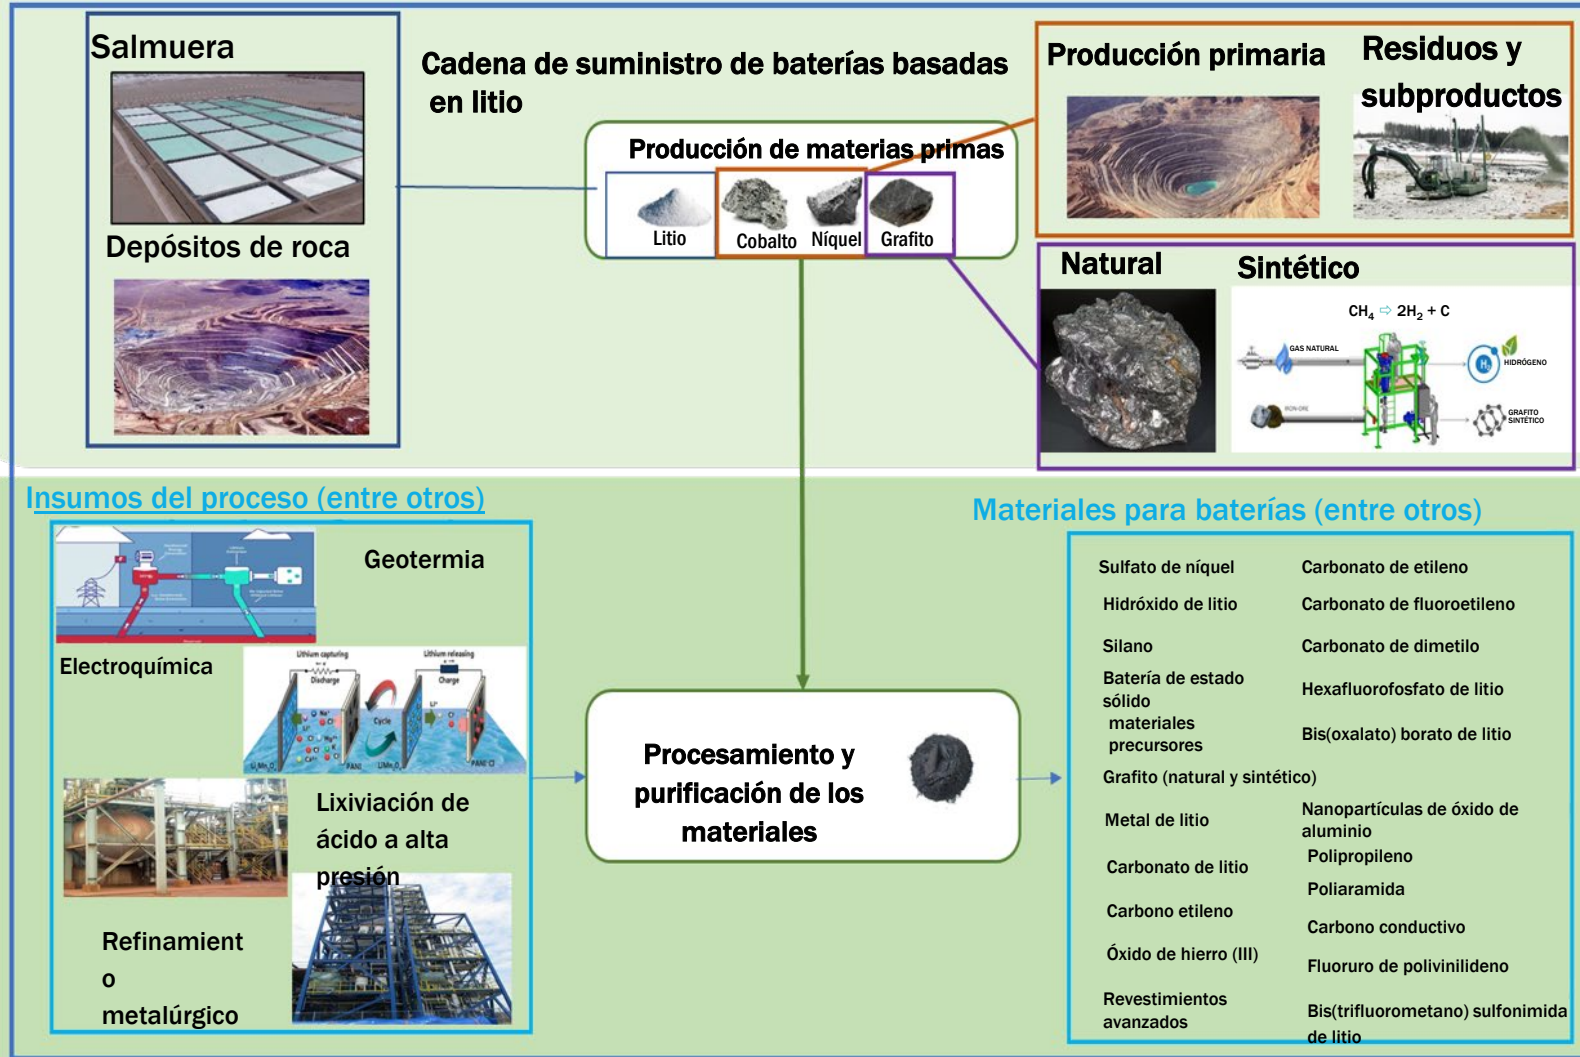 Salmuera
Depósitos de roca
Cadena de suministro de baterías basadas
en litio
Producción de materias primas
Litio
Cobalto
Níquel
Grafito
Producción primaria
Residuos y
subproductos
Natural
Sintético
CH4 ⇨ 2H2 + C
GAS NATURAL
H2
HIDRÓGENO
IRON-ORE
GRAFITO
SINTÉTICO
Insumos del proceso (entre otros)
Geotermia
Electroquímica
Lithium capturing
Discharge
Lithium releasing
Charge
Cycle
PANI
PANI Cl
Lixiviación de
ácido a alta
presión
Refinamient
o
metalúrgico
Procesamiento y
purificación de los
materiales
Materiales para baterías (entre otros)
Sulfato de níquel
Hidróxido de litio
Silano
Batería de estado
sólido
materiales
precursores
Grafito (natural y sintético)
Metal de litio
Carbonato de litio
Carbono etileno
Óxido de hierro (III)
Revestimientos
avanzados
Carbonato de etileno
Carbonato de fluoroetileno
Carbonato de dimetilo
Hexafluorofosfato de litio
Bis(oxalato) borato de litio
Nanopartículas de óxido de
aluminio
Polipropileno
Poliaramida
Carbono conductivo
Fluoruro de polivinilideno
Bis(trifluorometano) sulfonimida
de litio